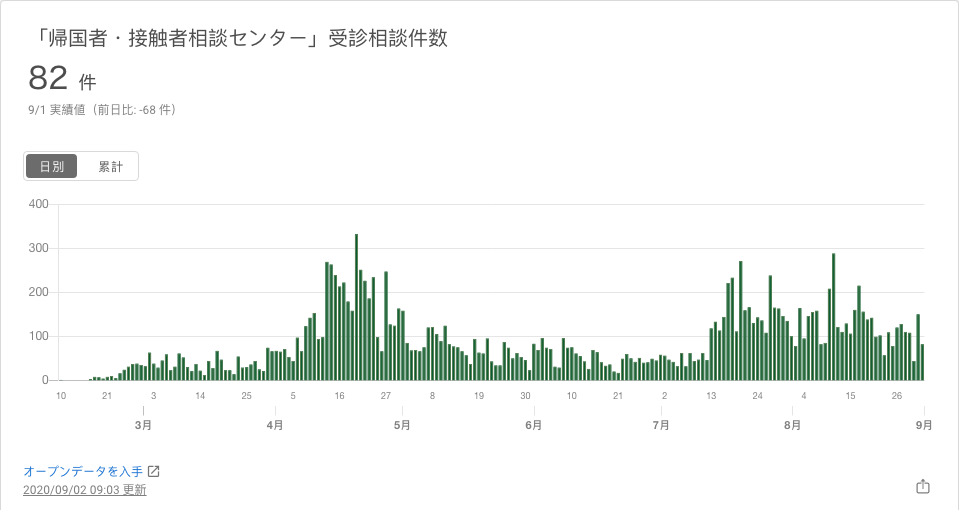 「帰国者・接触者相談センター」受診相談件数
82 件
9/1 実績値（前日比: -68 件）
日別 累計
400
300
200
100
0
10 21 3 14 25 5 16 27 8 19 30 10 21 2 13 24 4 15 26
3月 4月 5月 6月 7月 8月 9月
オープンデータを入手
2020/09/02 09:03 更新